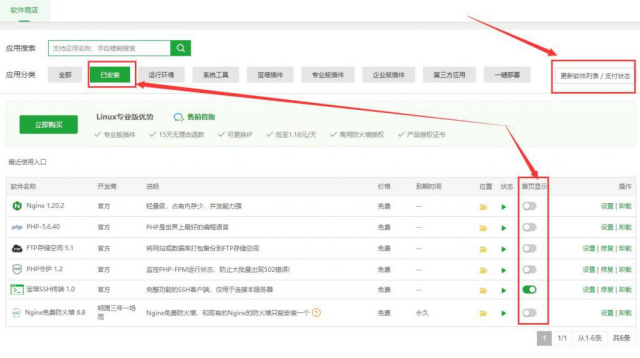 软件商店
应用搜索 支持应用名称、字段模糊搜索
应用分类 全部 已安装 运行环境 系统工具 宝塔插件 专业版插件 企业版插件 第三方应用 一键部署 更新软件列表 / 支付状态
立即购买 Linux专业版优势 售前咨询
专业版插件 15天无理由退款 可更换IP 低至1.18元/天 商用防火墙授权 产品授权证书
最近使用入口
软件名称 开发商 说明 价格 到期时间 位置 状态 首页显示 操作
Nginx 1.20.2 官方 轻量级，占有内存少，并发能力强 免费 -- 设置 | 卸载
php PHP-5.6.40 官方 PHP是世界上最好的编程语言 免费 -- 设置 | 卸载
FTP存储空间 5.1 官方 将网站或数据库打包备份到FTP存储空间 免费 -- 设置 | 修复 | 卸载
PHP守护 1.2 官方 监控PHP-FPM运行状态，防止大批量出现502错误! 免费 -- 设置 | 修复 | 卸载
宝塔SSH终端 1.0 官方 完整功能的SSH客户端，仅用于连接本服务器 免费 -- 设置 | 修复 | 卸载
Nginx免费防火墙 6.8 民国三年一场雨 Nginx免费防火墙，和现有的Nginx的防火墙只能安装一个 ? 免费 永久 设置 | 修复 | 卸载
1 1/1 从1-6条 共6条